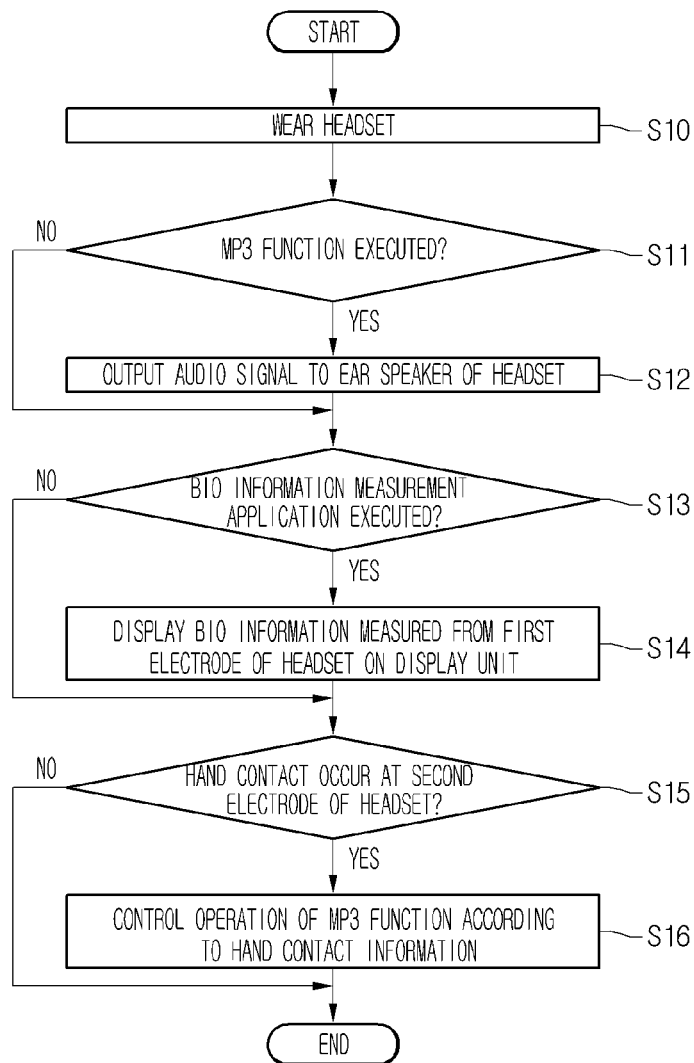 START
WEAR HEADSET
S10
MP3 FUNCTION EXECUTED?
S11
NO
YES
OUTPUT AUDIO SIGNAL TO EAR SPEAKER OF HEADSET
S12
BIO INFORMATION MEASUREMENT
APPLICATION EXECUTED?
S13
NO
YES
DISPLAY BIO INFORMATION MEASURED FROM FIRST
ELECTRODE OF HEADSET ON DISPLAY UNIT
S14
HAND CONTACT OCCUR AT SECOND
ELECTRODE OF HEADSET?
S15
NO
YES
CONTROL OPERATION OF MP3 FUNCTION ACCORDING
TO HAND CONTACT INFORMATION
S16
END